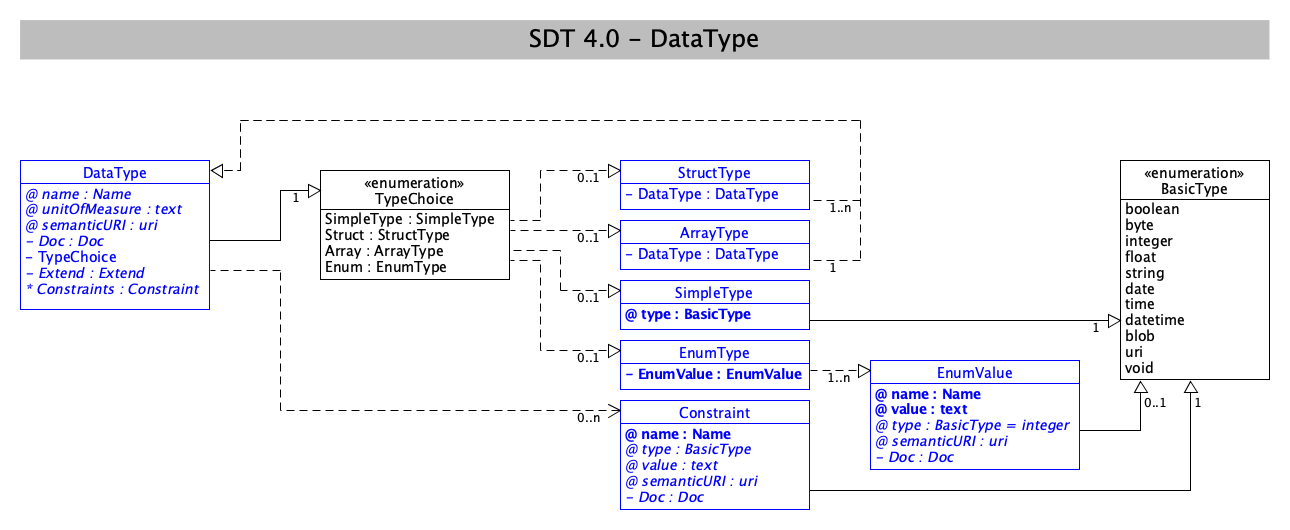 SDT 4.0 – DataType
DataType
@ name : Name
@ unitOfMeasure : text
@ semanticURI : uri
– Doc : Doc
– TypeChoice
– Extend : Extend
* Constraints : Constraint
1
«enumeration»
TypeChoice
SimpleType : SimpleType
Struct : StructType
Array : ArrayType
Enum : EnumType
0..1
StructType
– DataType : DataType
1..n
0..1
ArrayType
– DataType : DataType
1
0..1
SimpleType
@ type : BasicType
1
0..1
EnumType
– EnumValue : EnumValue
1..n
0..n
Constraint
@ name : Name
@ type : BasicType
@ value : text
@ semanticURI : uri
– Doc : Doc
EnumValue
@ name : Name
@ value : text
@ type : BasicType = integer
@ semanticURI : uri
– Doc : Doc
«enumeration»
BasicType
boolean
byte
integer
float
string
date
time
datetime
blob
uri
void
0..1
1